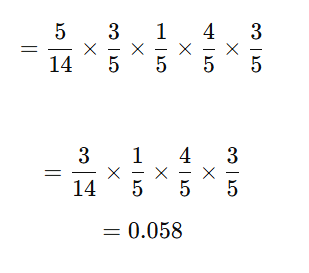 = 5/14 × 3/5 × 1/5 × 4/5 × 3/5
= 3/14 × 1/5 × 4/5 × 3/5
= 0.058